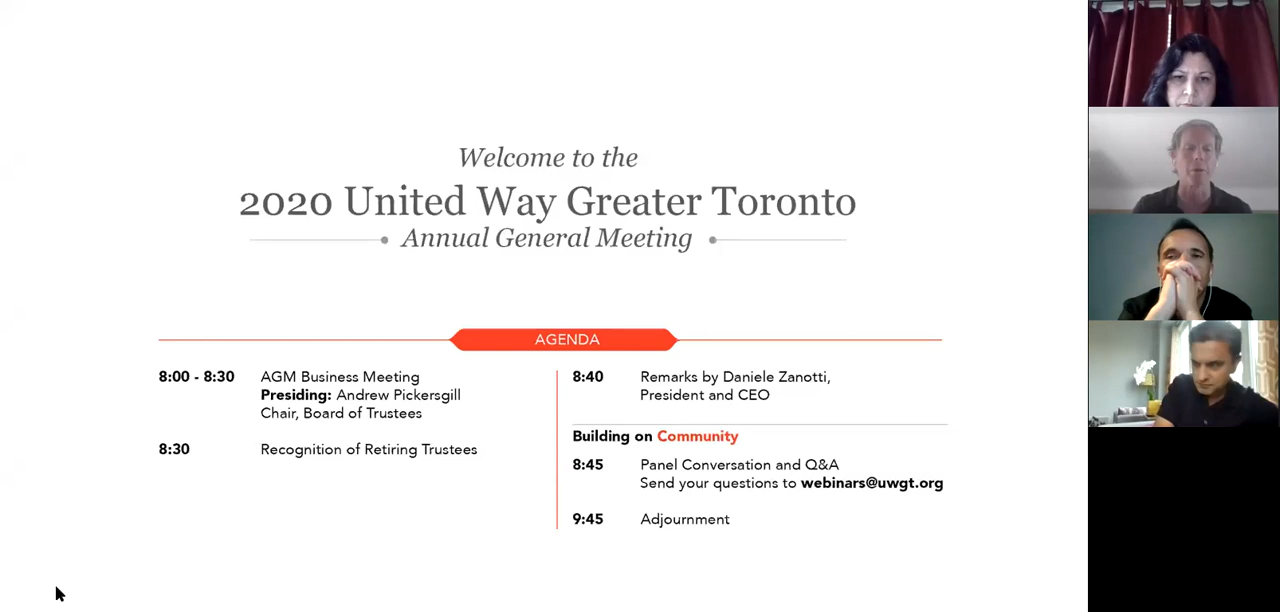 Welcome to the
2020 United Way Greater Toronto
Annual General Meeting
AGENDA
8:00 - 8:30 AGM Business Meeting
Presiding: Andrew Pickersgill
Chair, Board of Trustees
8:30 Recognition of Retiring Trustees
8:40 Remarks by Daniele Zanotti,
President and CEO
Building on Community
8:45 Panel Conversation and Q&A
Send your questions to webinars@uwgt.org
9:45 Adjournment